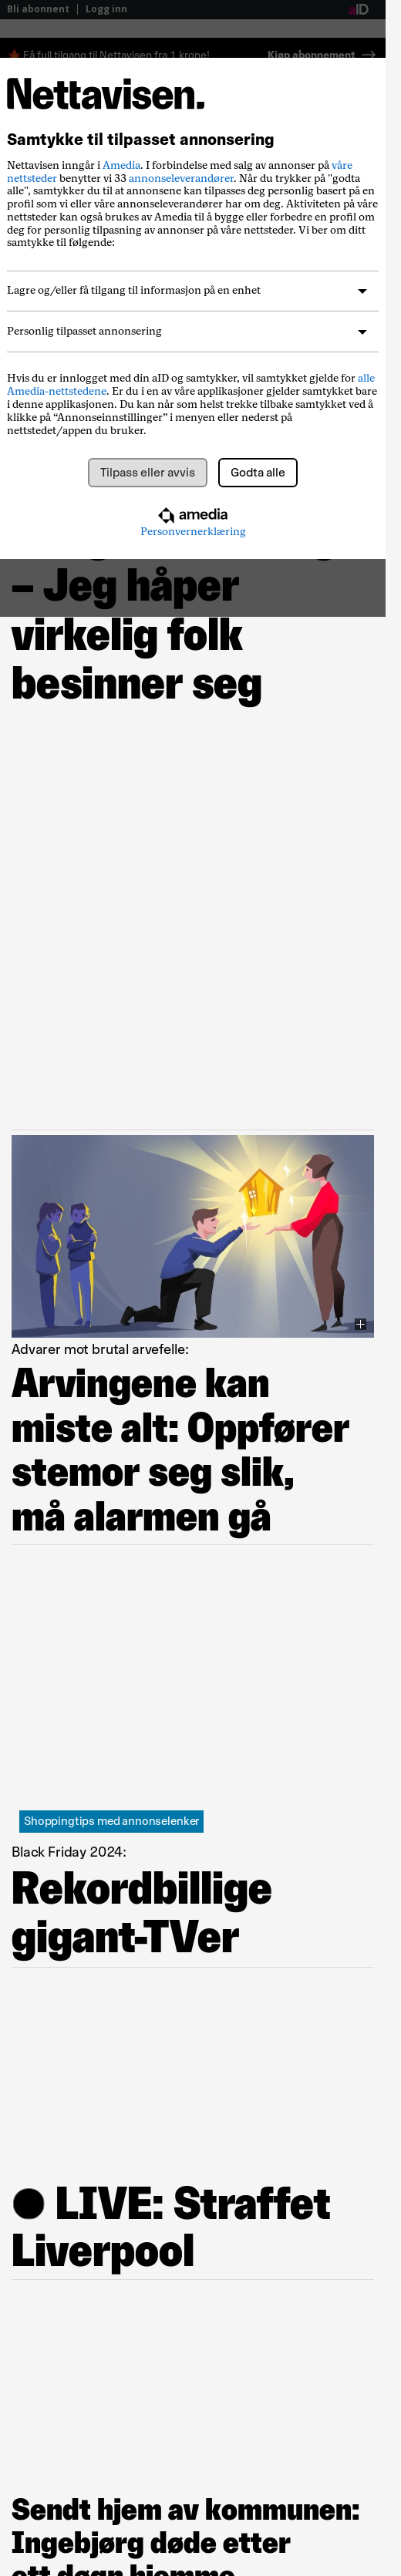 Bli abonnent | Logg inn
aID
🍁 Få full tilgang til Nettavisen fra 1 krone! Kjøp abonnement →
Nettavisen.
Samtykke til tilpasset annonsering
Nettavisen inngår i Amedia. I forbindelse med salg av annonser på våre
nettsteder benytter vi 33 annonseleverandører. Når du trykker på "godta
alle", samtykker du til at annonsene kan tilpasses deg personlig basert på en
profil som vi eller våre annonseleverandører har om deg. Aktiviteten på våre
nettsteder kan også brukes av Amedia til å bygge eller forbedre en profil om
deg for personlig tilpasning av annonser på våre nettsteder. Vi ber om ditt
samtykke til følgende:
Lagre og/eller få tilgang til informasjon på en enhet
Personlig tilpasset annonsering
Hvis du er innlogget med din aID og samtykker, vil samtykket gjelde for alle
Amedia-nettstedene. Er du i en av våre applikasjoner gjelder samtykket bare
i denne applikasjonen. Du kan når som helst trekke tilbake samtykket ved å
klikke på “Annonseinnstillinger” i menyen eller nederst på
nettstedet/appen du bruker.
Tilpass eller avvis
Godta alle
amedia
Personvernerklæring
– Jeg håper
virkelig folk
besinner seg
Advarer mot brutal arvefelle:
Arvingene kan
miste alt: Oppfører
stemor seg slik,
må alarmen gå
Shoppingtips med annonselenker
Black Friday 2024:
Rekordbillige
gigant-TVer
LIVE: Straffet
Liverpool
Sendt hjem av kommunen:
Ingebjørg døde etter
ett døgn hjemme